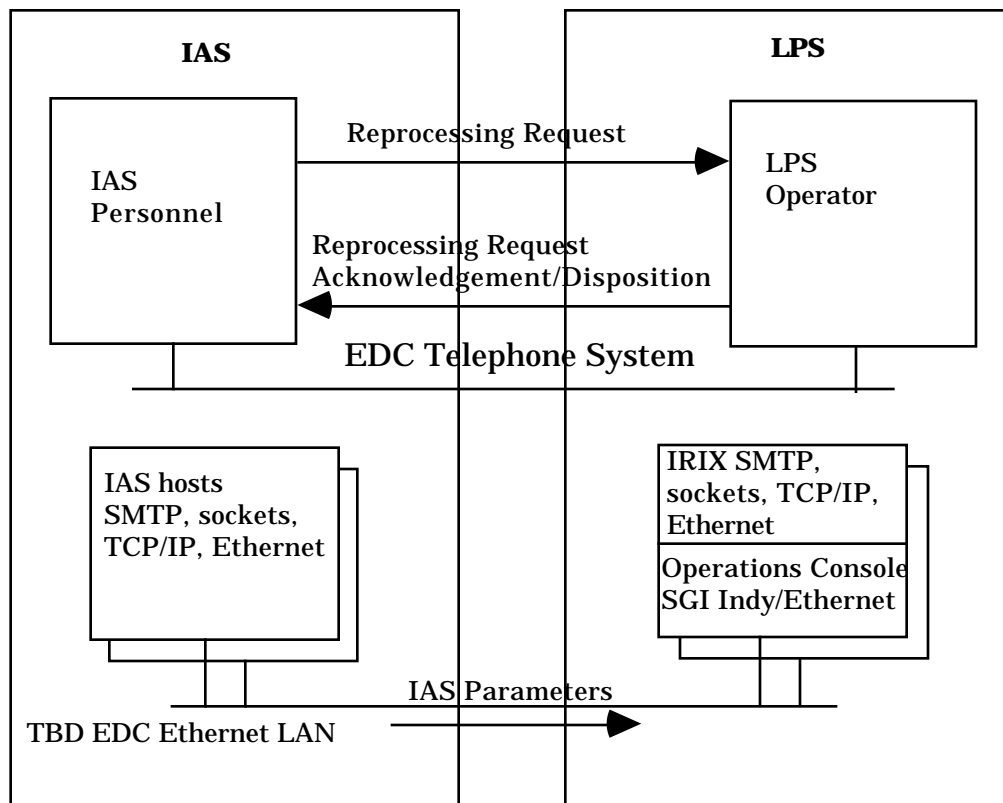 IAS
LPS
Reprocessing Request
IAS
Personnel
LPS
Operator
Reprocessing Request
Acknowledgement/Disposition
EDC Telephone System
IAS hosts
SMTP, sockets,
TCP/IP, Ethernet
IRIX SMTP,
sockets, TCP/IP,
Ethernet
Operations Console
SGI Indy/Ethernet
IAS Parameters
TBD EDC Ethernet LAN